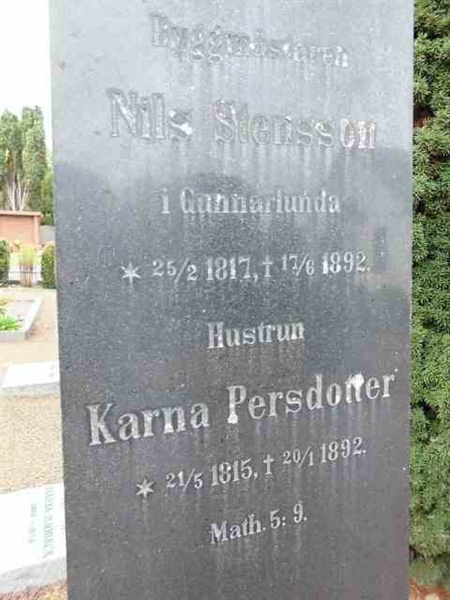 Byggmästaren
Nils Stensson
i Gunnarlunda
* 25/2 1817, † 17/6 1892.
Hustrun
Karna Persdotter
* 21/5 1815, † 20/1 1892.
Math. 5: 9.